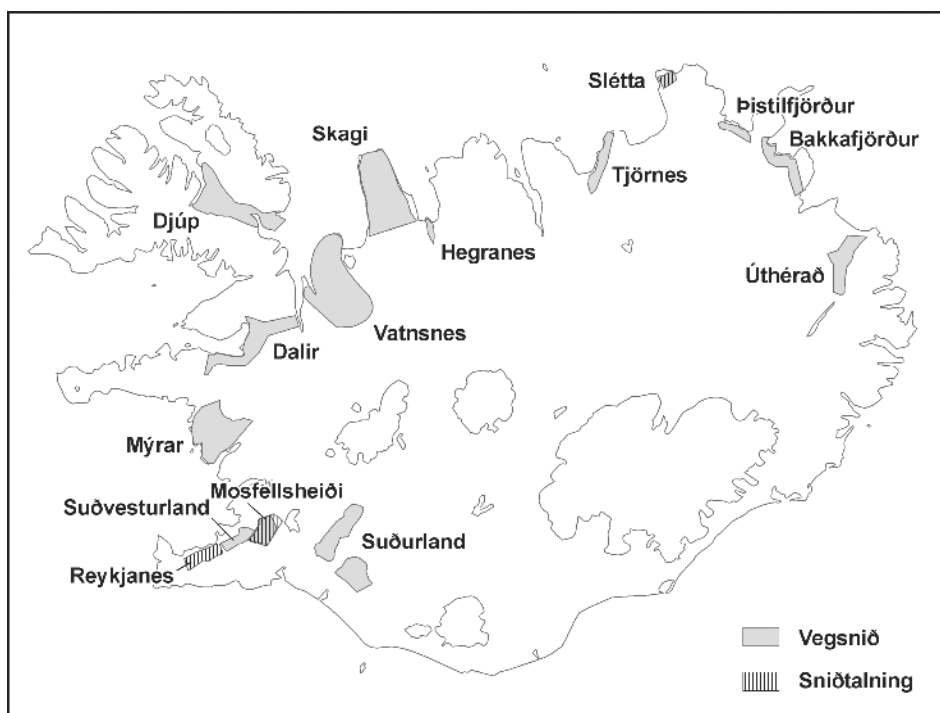 Slétta
Þistilfjörður
Bakkafjörður
Skagi
Tjörnes
Djúp
Hegranes
Úthérað
Vatnsnes
Dalir
Mýrar
Mosfellsheiði
Suðvesturland
Suðurland
Reykjanes
Vegsnið
Sniðtalning